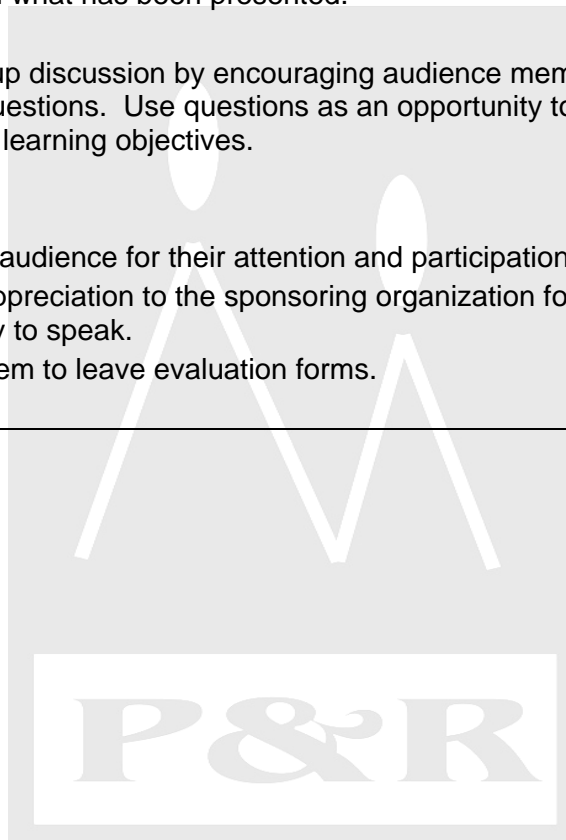 what has been presented.
up discussion by encouraging audience mem
uestions. Use questions as an opportunity to
learning objectives.
audience for their attention and participation
preciation to the sponsoring organization fo
y to speak.
em to leave evaluation forms.
P&R